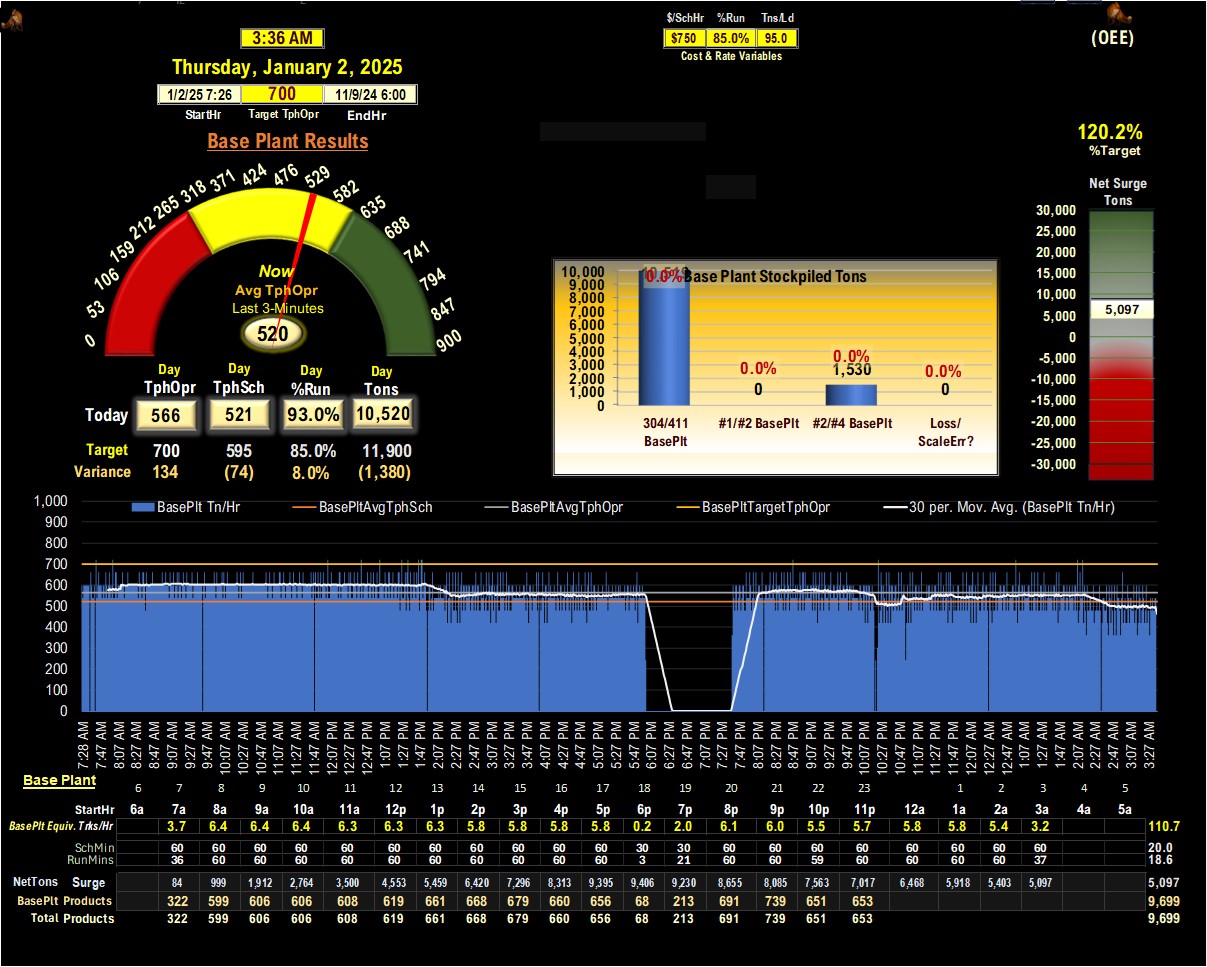 $/SchHr %Run Tns/Ld
3:36 AM
$750 85.0% 95.0
(OEE)
Cost & Rate Variables
Thursday, January 2, 2025
1/2/25 7:26 700 11/9/24 6:00
StartHr Target TphOpr EndHr
Base Plant Results
120.2%
%Target
Net Surge
Tons
0 53 106 159 212 265 318 371 424 476 529 582 635 688 741 794 847 900
Now
Avg TphOpr
Last 3-Minutes
520
30,000
25,000
20,000
15,000
10,000
5,000
0
-5,000
-10,000
-15,000
-20,000
-25,000
-30,000
5,097
Base Plant Stockpiled Tons
10,000
9,000
8,000
7,000
6,000
5,000
4,000
3,000
2,000
1,000
0
0.0% 0.0% 0.0% 0.0%
0 1,530 0
304/411 #1/#2 BasePlt #2/#4 BasePlt Loss/
BasePlt ScaleErr?
Day Day Day Day
TphOpr TphSch %Run Tons
Today 566 521 93.0% 10,520
Target 700 595 85.0% 11,900
Variance 134 (74) 8.0% (1,380)
BasePlt Tn/Hr BasePltAvgTphSch BasePltAvgTphOpr BasePltTargetTphOpr 30 per. Mov. Avg. (BasePlt Tn/Hr)
1,000
900
800
700
600
500
400
300
200
100
0
7:28 AM 7:47 AM 8:07 AM 8:27 AM 8:47 AM 9:07 AM 9:27 AM 9:47 AM 10:07 AM 10:27 AM 10:47 AM 11:07 AM 11:27 AM 11:47 AM 12:07 PM 12:27 PM 12:44 PM 1:07 PM 1:27 PM 1:47 PM 2:07 PM 2:27 PM 2:47 PM 3:07 PM 3:27 PM 3:47 PM 4:07 PM 4:27 PM 4:47 PM 5:07 PM 5:27 PM 5:47 PM 6:07 PM 6:27 PM 6:47 PM 7:07 PM 7:27 PM 7:47 PM 8:07 PM 8:27 PM 8:47 PM 9:07 PM 9:27 PM 9:47 PM 10:07 PM 10:27 PM 10:47 PM 11:07 PM 11:27 PM 11:47 PM 12:07 AM 12:27 AM 12:47 AM 1:07 AM 1:27 AM 1:47 AM 2:07 AM 2:27 AM 2:47 AM 3:07 AM 3:27 AM
Base Plant
6 7 8 9 10 11 12 13 14 15 16 17 18 19 20 21 22 23 1 2 3 4 5
StartHr 6a 7a 8a 9a 10a 11a 12p 1p 2p 3p 4p 5p 6p 7p 8p 9p 10p 11p 12a 1a 2a 3a 4a 5a
BasePlt Equiv. Trks/Hr 3.7 6.4 6.4 6.4 6.3 6.3 6.3 5.8 5.8 5.8 5.8 0.2 2.0 6.1 6.0 5.5 5.7 5.8 5.8 5.4 3.2 110.7
SchMin 60 60 60 60 60 60 60 60 60 60 60 30 30 60 60 60 60 60 60 60 60 20.0
RunMins 36 60 60 60 60 60 60 60 60 60 60 3 21 60 60 59 60 60 60 60 37 18.6
NetTons Surge 84 999 1,912 2,764 3,500 4,553 5,459 6,420 7,296 8,313 9,395 9,406 9,230 8,655 8,085 7,563 7,017 6,468 5,918 5,403 5,097 5,097
BasePlt Products 322 599 606 606 608 619 661 668 679 660 656 68 213 691 739 651 653 9,699
Total Products 322 599 606 606 608 619 661 668 679 660 656 68 213 691 739 651 653 9,699